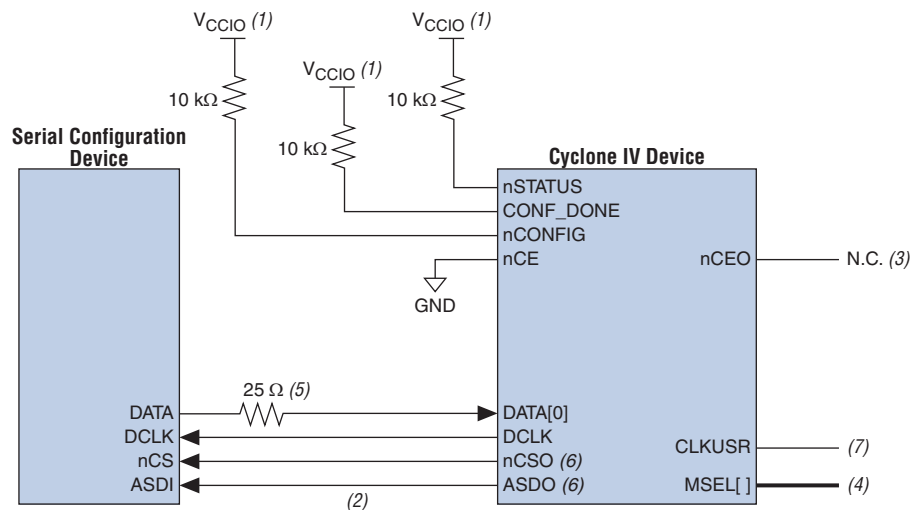 VCCIO (1)
VCCIO (1)
VCCIO (1)
10 kΩ
10 kΩ
10 kΩ
Serial Configuration
Device
Cyclone IV Device
nSTATUS
CONF_DONE
nCONFIG
nCE
nCEO
N.C. (3)
GND
25 Ω (5)
DATA
DATA[0]
DCLK
DCLK
nCS
nCSO (6)
CLKUSR
(7)
ASDI
ASDO (6)
MSEL[ ]
(4)
(2)